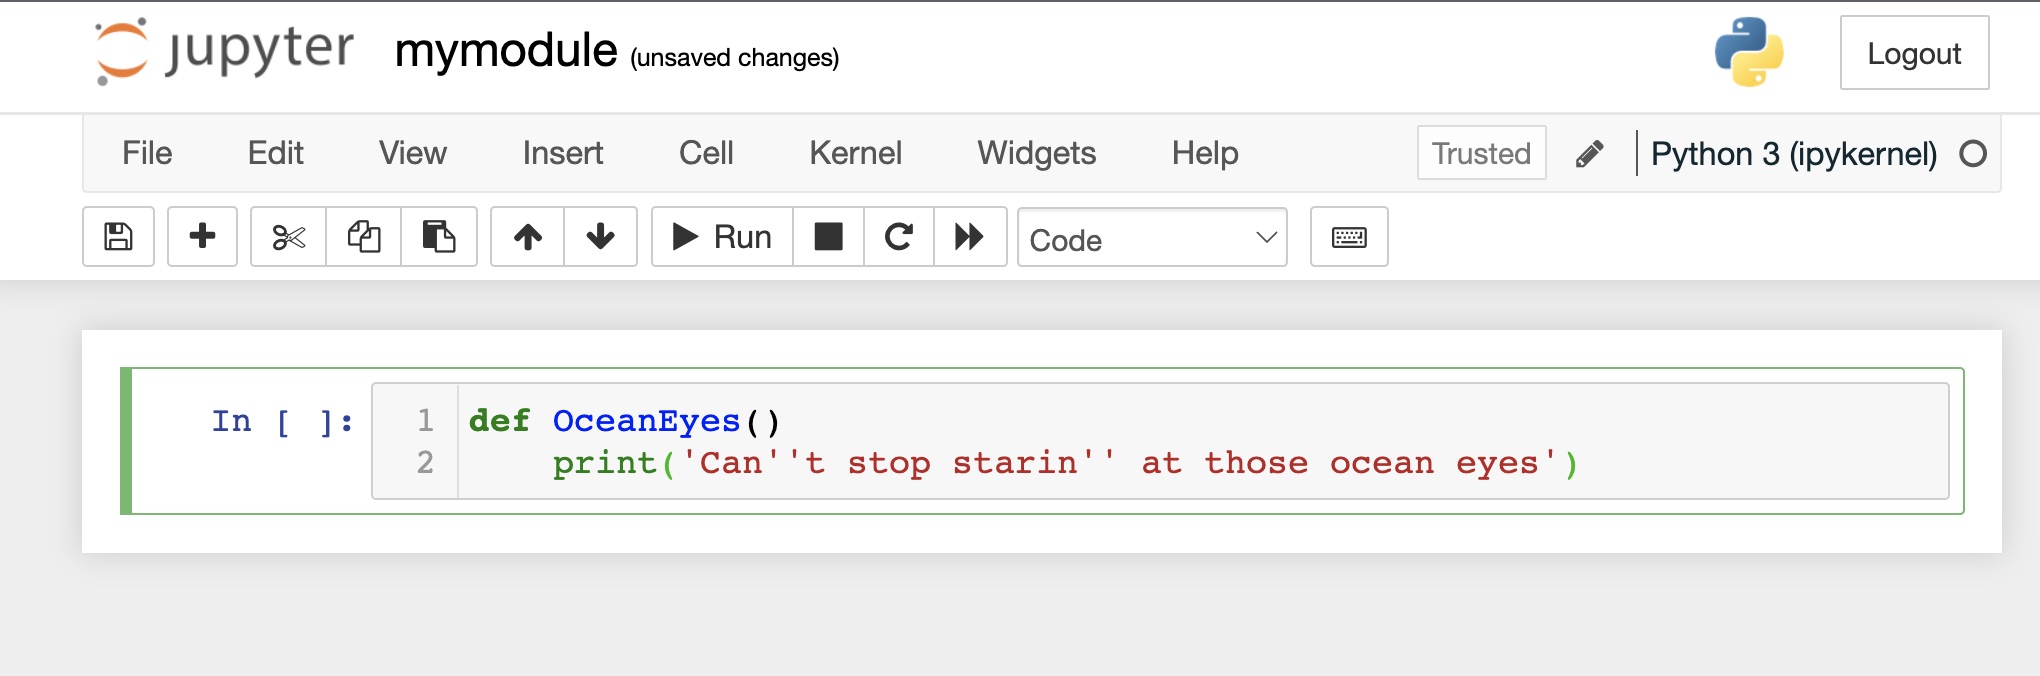 jupyter mymodule (unsaved changes) Logout
File Edit View Insert Cell Kernel Widgets Help Trusted Python 3 (ipykernel)
Run Code
In [ ]: 1 def OceanEyes()
2 print('Can''t stop starin'' at those ocean eyes')